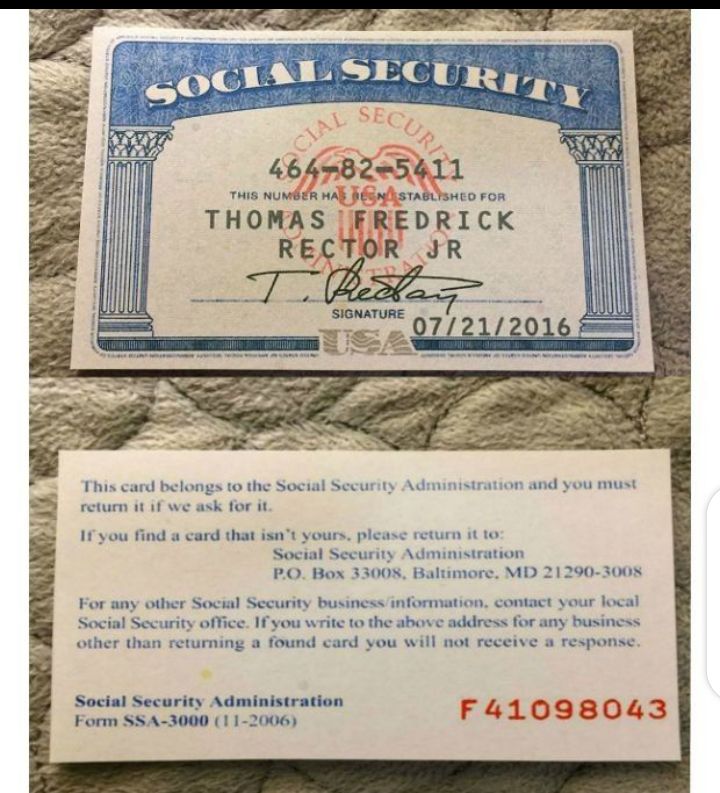 SOCIAL SECURITY
SOCIAL SECURITY
464-82-5411
USA
THIS NUMBER HAS BEEN ESTABLISHED FOR
THOMAS FREDRICK
RECTOR JR
SIGNATURE
07/21/2016
USA
This card belongs to the Social Security Administration and you must
return it if we ask for it.
If you find a card that isn't yours, please return it to:
Social Security Administration
P.O. Box 33008, Baltimore, MD 21290-3008
For any other Social Security business/information, contact your local
Social Security office. If you write to the above address for any business
other than returning a found card you will not receive a response.
Social Security Administration
Form SSA-3000 (11-2006)
F41098043